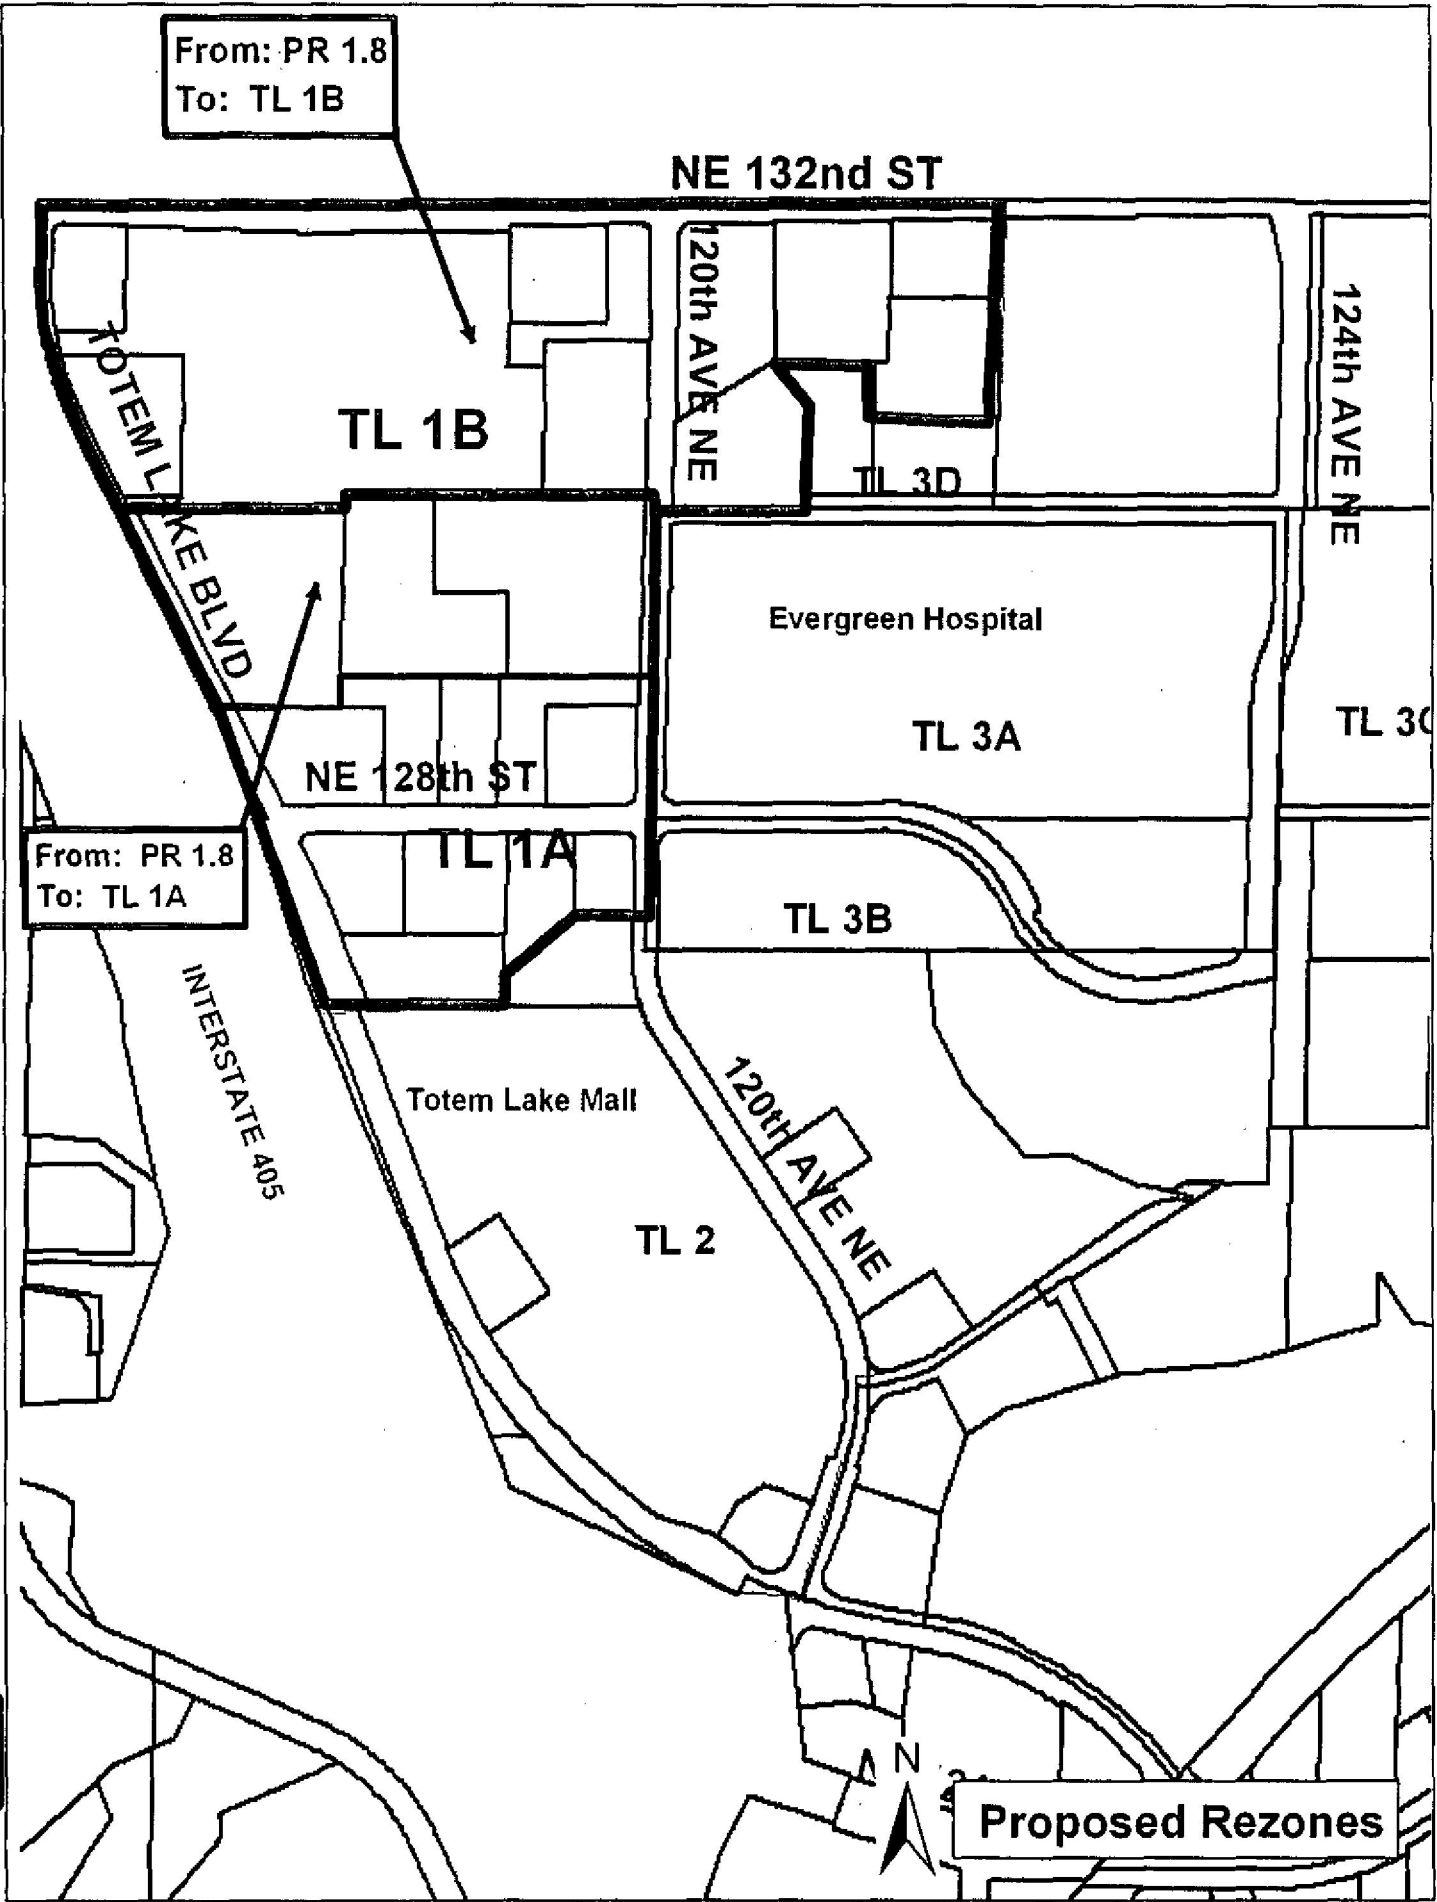 From: PR 1.8
To: TL 1B
NE 132nd ST
120th AVE NE
124th AVE NE
TOTEM LAKE BLVD
TL 1B
TL 3D
Evergreen Hospital
TL 3A
NE 128th ST
TL 1A
From: PR 1.8
To: TL 1A
TL 3B
INTERSTATE 405
Totem Lake Mall
120th AVE NE
TL 2
N
Proposed Rezones